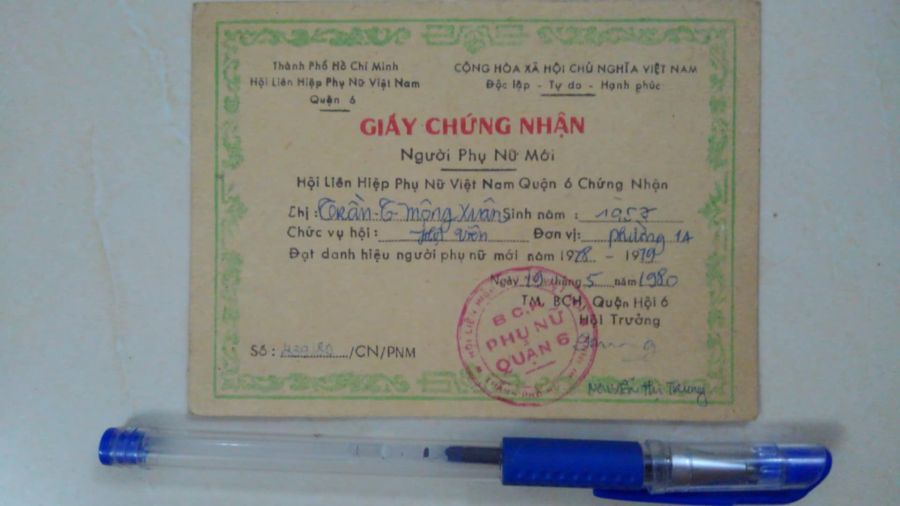 Thành Phố Hồ Chí Minh
Hội Liên Hiệp Phụ Nữ Việt Nam
Quận 6
CỘNG HÒA XÃ HỘI CHỦ NGHĨA VIỆT NAM
Độc lập - Tự do - Hạnh phúc
GIẤY CHỨNG NHẬN
Người Phụ Nữ Mới
Hội Liên Hiệp Phụ Nữ Việt Nam Quận 6 Chứng Nhận
Chị: Trần-T-Mộng Xuân Sinh năm: 1957
Chức vụ hội: Hội viên Đơn vị: phường 1A
Đạt danh hiệu người phụ nữ mới năm 1978 - 1979
Ngày 19 tháng 5 năm 1980
TM. BCH. Quận Hội 6
Hội Trưởng
Số: /CN/PNM
B.C.H
PHỤ NỮ
QUẬN 6
Nguyễn Thị Trung